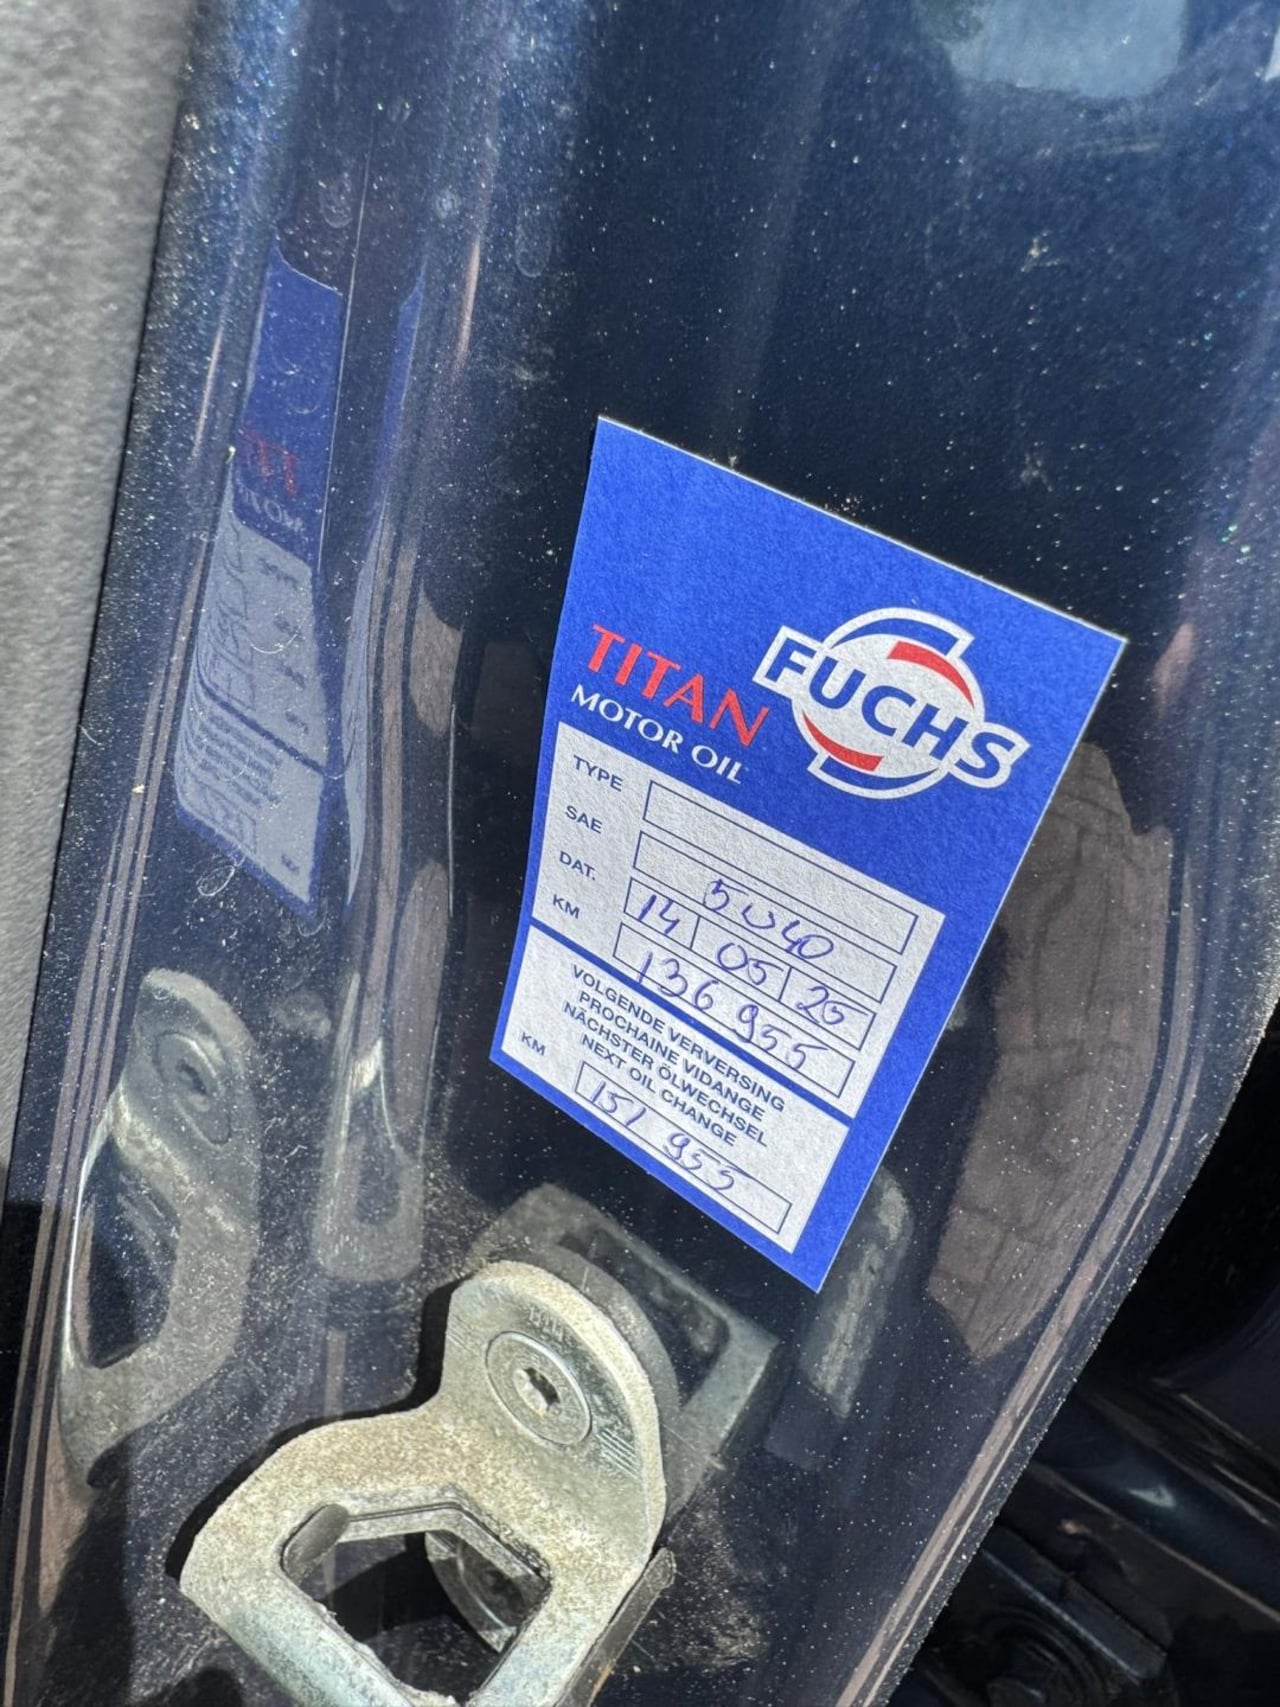 FUCHS
TITAN
MOTOR OIL
TYPE
SAE 5W40
DAT. 14 05 25
KM 136 955
VOLGENDE VERVERSING
PROCHAINE VIDANGE
NÄCHSTER ÖLWECHSEL
NEXT OIL CHANGE
KM 151 955